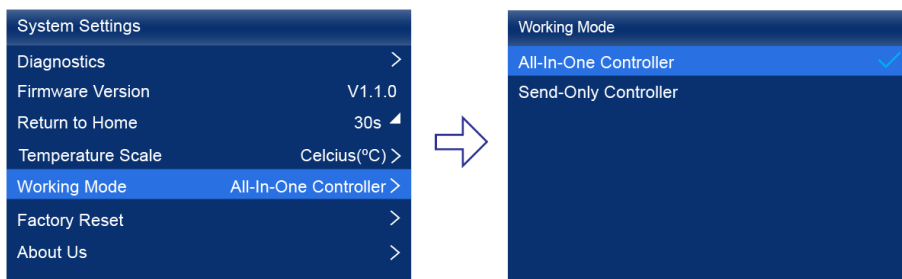 System Settings
Diagnostics >
Firmware Version V1.1.0
Return to Home 30s
Temperature Scale Celcius(ºC) >
Working Mode All-In-One Controller >
Factory Reset >
About Us >
Working Mode
All-In-One Controller
Send-Only Controller